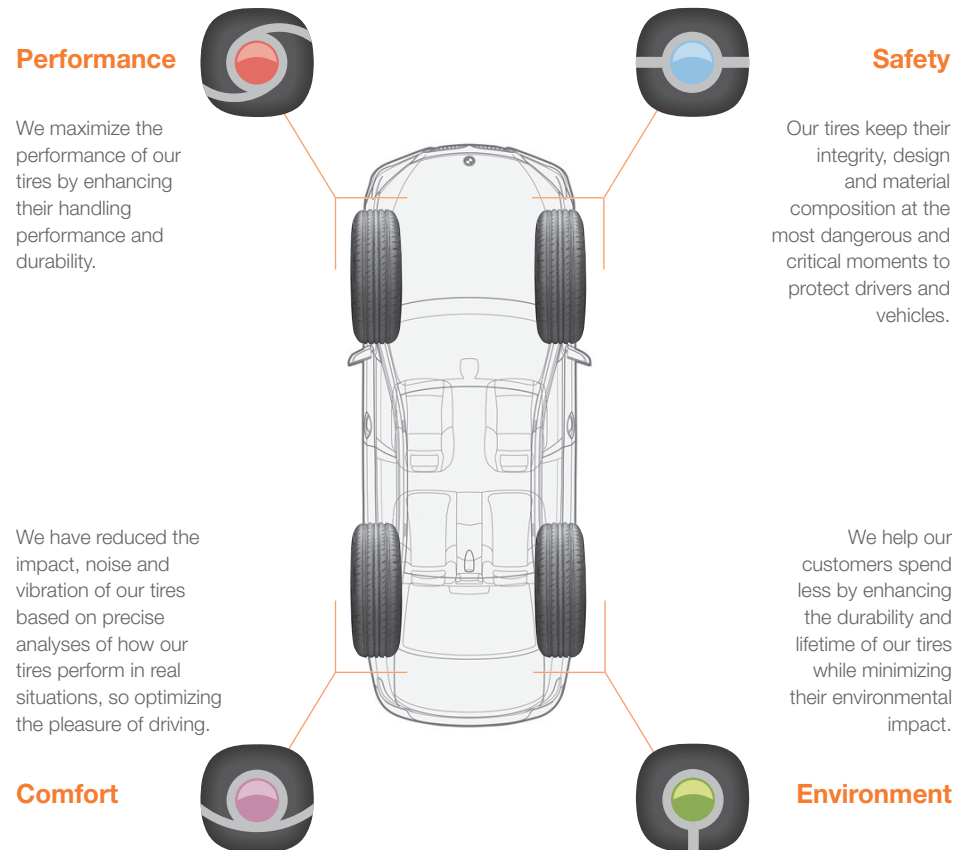 Performance
We maximize the
performance of our
tires by enhancing
their handling
performance and
durability.
Safety
Our tires keep their
integrity, design
and material
composition at the
most dangerous and
critical moments to
protect drivers and
vehicles.
We have reduced the
impact, noise and
vibration of our tires
based on precise
analyses of how our
tires perform in real
situations, so optimizing
the pleasure of driving.
Comfort
We help our
customers spend
less by enhancing
the durability and
lifetime of our tires
while minimizing
their environmental
impact.
Environment